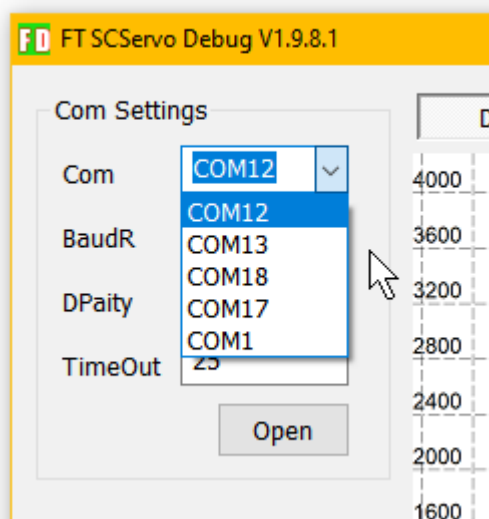 FD FT SCServo Debug V1.9.8.1
Com Settings
Com COM12
COM12
BaudR COM13
COM18
DPaity COM17
COM1
TimeOut 25
Open
D
4000
3600
3200
2800
2400
2000
1600